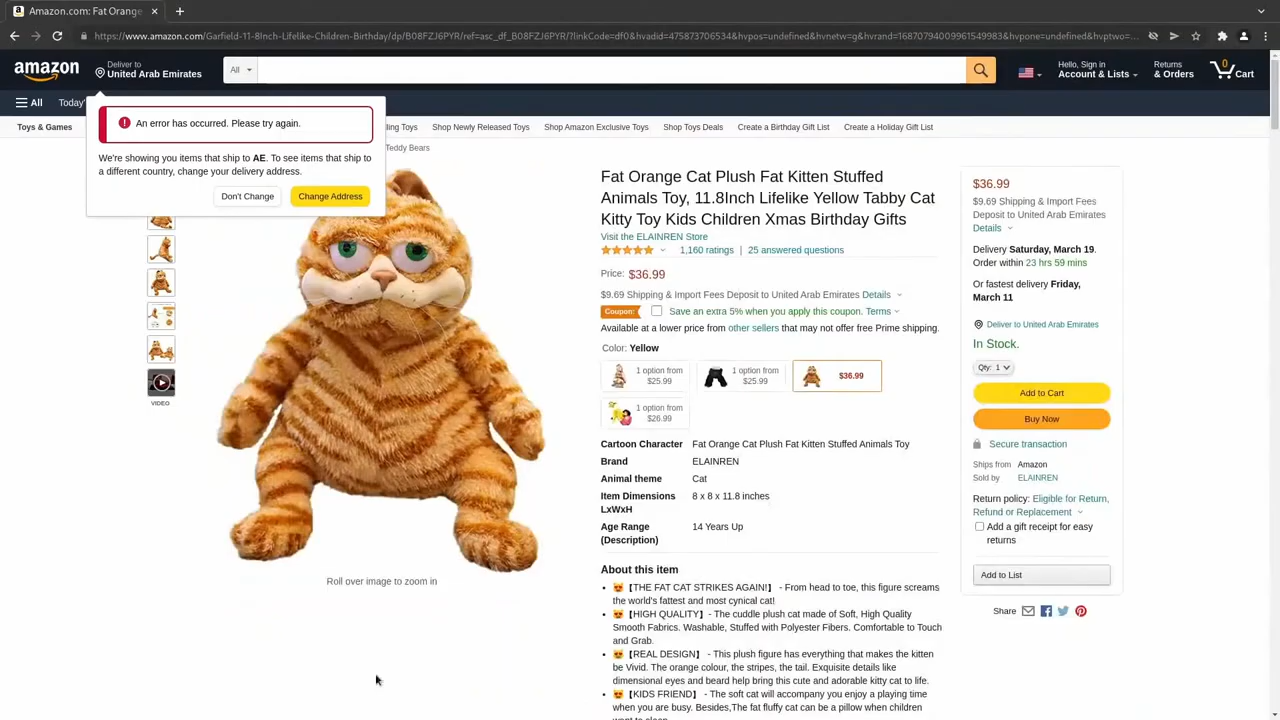 Amazon.com: Fat Orange
https://www.amazon.com/Garfield-11-8Inch-Lifelike-Children-Birthday/dp/B08FZJ6PYR/ref=asc_df_B08FZJ6PYR/?linkCode=df0&hvadid=475873706534&hvpos=undefined&hvnetw=g&hvrand=16870794009961549983&hvpone=undefined&hvptwo=…
amazon
Deliver to
United Arab Emirates
All
Hello, Sign in
Account & Lists
Returns
& Orders
0
Cart
All
Today'
Toys & Games
ling Toys
Shop Newly Released Toys
Shop Amazon Exclusive Toys
Shop Toys Deals
Create a Birthday Gift List
Create a Holiday Gift List
An error has occurred. Please try again.
We're showing you items that ship to AE. To see items that ship to
a different country, change your delivery address.
Don't Change
Change Address
Teddy Bears
VIDEO
Roll over image to zoom in
Fat Orange Cat Plush Fat Kitten Stuffed
Animals Toy, 11.8Inch Lifelike Yellow Tabby Cat
Kitty Toy Kids Children Xmas Birthday Gifts
Visit the ELAINREN Store
1,160 ratings | 25 answered questions
Price: $36.99
$9.69 Shipping & Import Fees Deposit to United Arab Emirates Details
Coupon: Save an extra 5% when you apply this coupon. Terms
Available at a lower price from other sellers that may not offer free Prime shipping.
Color: Yellow
1 option from
$25.99
1 option from
$25.99
$36.99
1 option from
$26.99
Cartoon Character Fat Orange Cat Plush Fat Kitten Stuffed Animals Toy
Brand ELAINREN
Animal theme Cat
Item Dimensions 8 x 8 x 11.8 inches
LxWxH
Age Range 14 Years Up
(Description)
About this item
【THE FAT CAT STRIKES AGAIN!】 - From head to toe, this figure screams
the world's fattest and most cynical cat!
【HIGH QUALITY】- The cuddle plush cat made of Soft, High Quality
Smooth Fabrics. Washable, Stuffed with Polyester Fibers. Comfortable to Touch
and Grab.
【REAL DESIGN】 - This plush figure has everything that makes the kitten
be Vivid. The orange colour, the stripes, the tail. Exquisite details like
dimensional eyes and beard help bring this cute and adorable kitty cat to life.
【KIDS FRIEND】 - The soft cat will accompany you enjoy a playing time
when you are busy. Besides,The fat fluffy cat can be a pillow when children
want to sleep.
$36.99
$9.69 Shipping & Import Fees
Deposit to United Arab Emirates
Details
Delivery Saturday, March 19.
Order within 23 hrs 59 mins
Or fastest delivery Friday,
March 11
Deliver to United Arab Emirates
In Stock.
Qty: 1
Add to Cart
Buy Now
Secure transaction
Ships from Amazon
Sold by ELAINREN
Return policy: Eligible for Return,
Refund or Replacement
Add a gift receipt for easy
returns
Add to List
Share